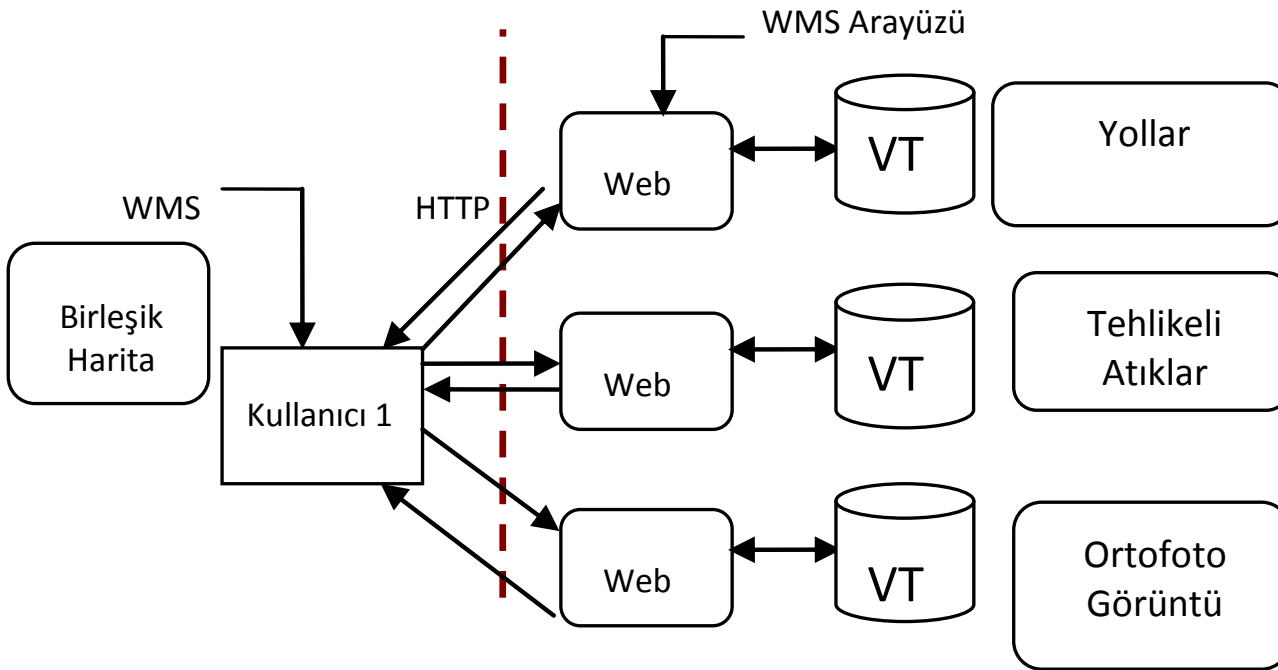 WMS Arayüzü
Yollar
VT
Web
WMS
HTTP
Birleşik
Harita
Tehlikeli
Atıklar
VT
Web
Kullanıcı 1
Ortofoto
Görüntü
VT
Web